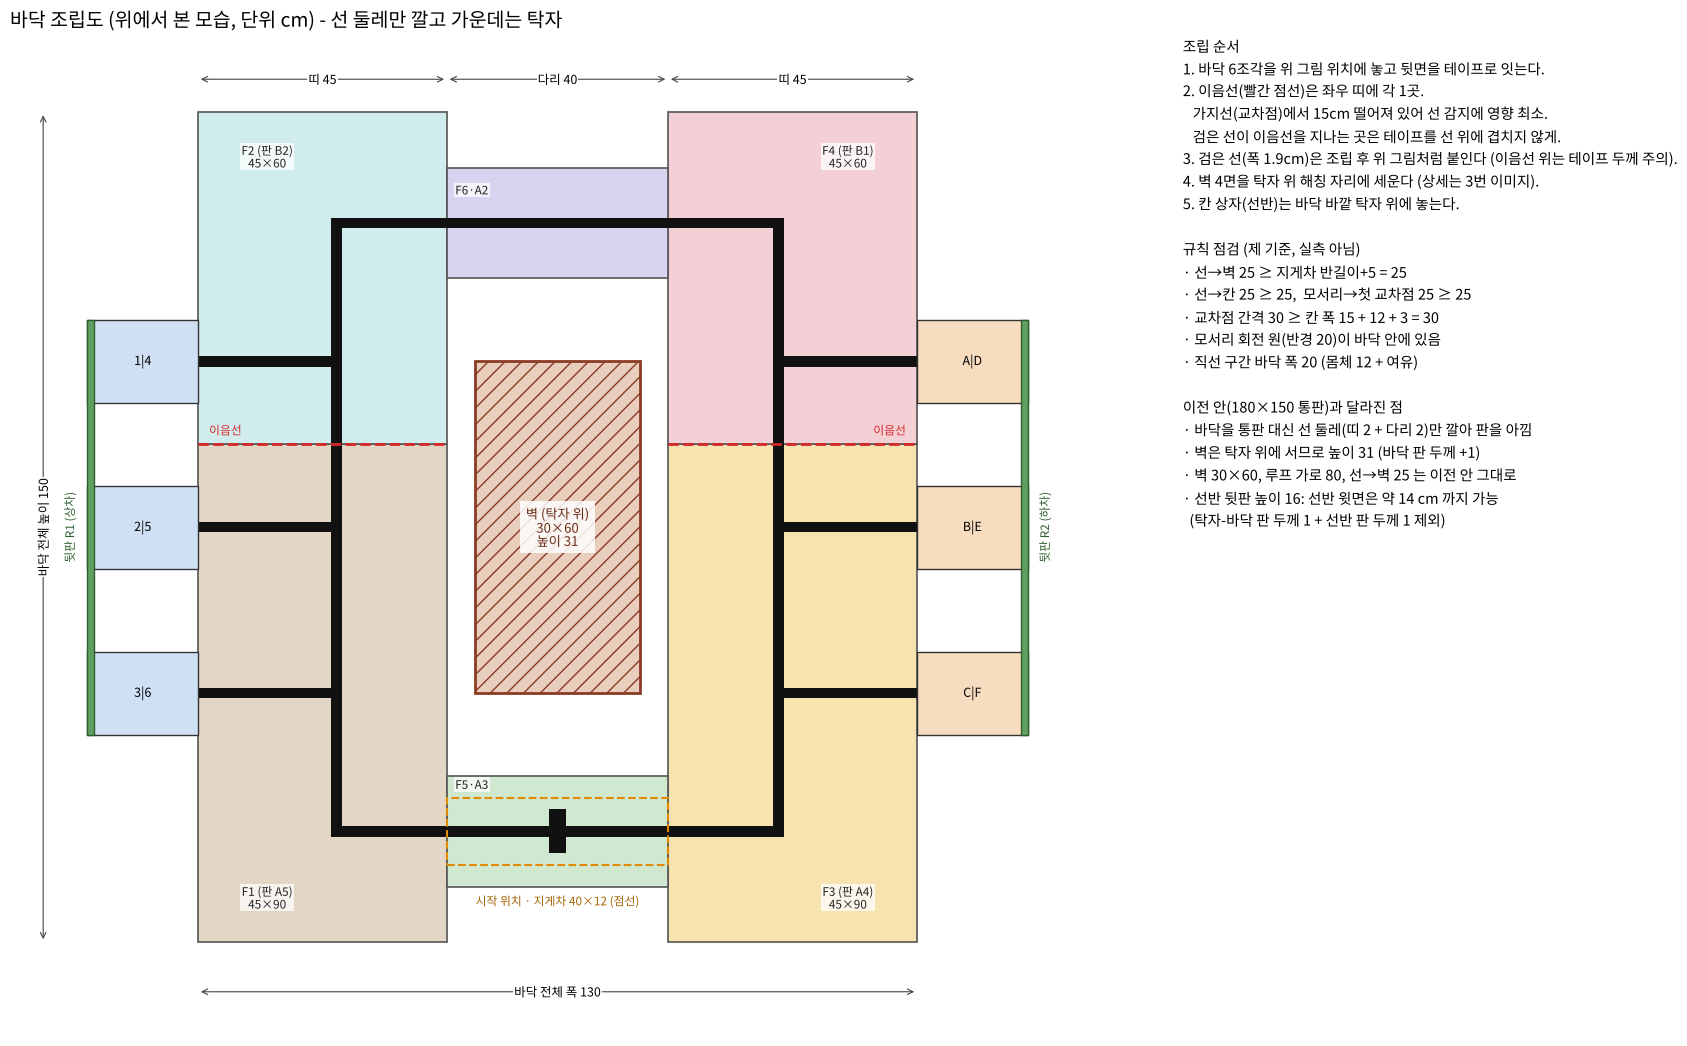 바닥 조립도 (위에서 본 모습, 단위 cm) - 선 둘레만 깔고 가운데는 탁자
띠 45
다리 40
띠 45
F2 (판 B2)
45×60
F4 (판 B1)
45×60
F6·A2
1|4
A|D
이음선
이음선
바닥 전체 높이 150
뒷판 R1 (상차)
2|5
벽 (탁자 위)
30×60
높이 31
B|E
뒷판 R2 (하차)
3|6
C|F
F5·A3
F1 (판 A5)
45×90
시작 위치 · 지게차 40×12 (점선)
F3 (판 A4)
45×90
바닥 전체 폭 130
조립 순서
1. 바닥 6조각을 위 그림 위치에 놓고 뒷면을 테이프로 잇는다.
2. 이음선(빨간 점선)은 좌우 띠에 각 1곳.
가지선(교차점)에서 15cm 떨어져 있어 선 감지에 영향 최소.
검은 선이 이음선을 지나는 곳은 테이프를 선 위에 겹치지 않게.
3. 검은 선(폭 1.9cm)은 조립 후 위 그림처럼 붙인다 (이음선 위는 테이프 두께 주의).
4. 벽 4면을 탁자 위 해칭 자리에 세운다 (상세는 3번 이미지).
5. 칸 상자(선반)는 바닥 바깥 탁자 위에 놓는다.
규칙 점검 (제 기준, 실측 아님)
· 선→벽 25 ≥ 지게차 반길이+5 = 25
· 선→칸 25 ≥ 25, 모서리→첫 교차점 25 ≥ 25
· 교차점 간격 30 ≥ 칸 폭 15 + 12 + 3 = 30
· 모서리 회전 원(반경 20)이 바닥 안에 있음
· 직선 구간 바닥 폭 20 (몸체 12 + 여유)
이전 안(180×150 통판)과 달라진 점
· 바닥을 통판 대신 선 둘레(띠 2 + 다리 2)만 깔아 판을 아낌
· 벽은 탁자 위에 서므로 높이 31 (바닥 판 두께 +1)
· 벽 30×60, 루프 가로 80, 선→벽 25 는 이전 안 그대로
· 선반 뒷판 높이 16: 선반 윗면은 약 14 cm 까지 가능
(탁자-바닥 판 두께 1 + 선반 판 두께 1 제외)